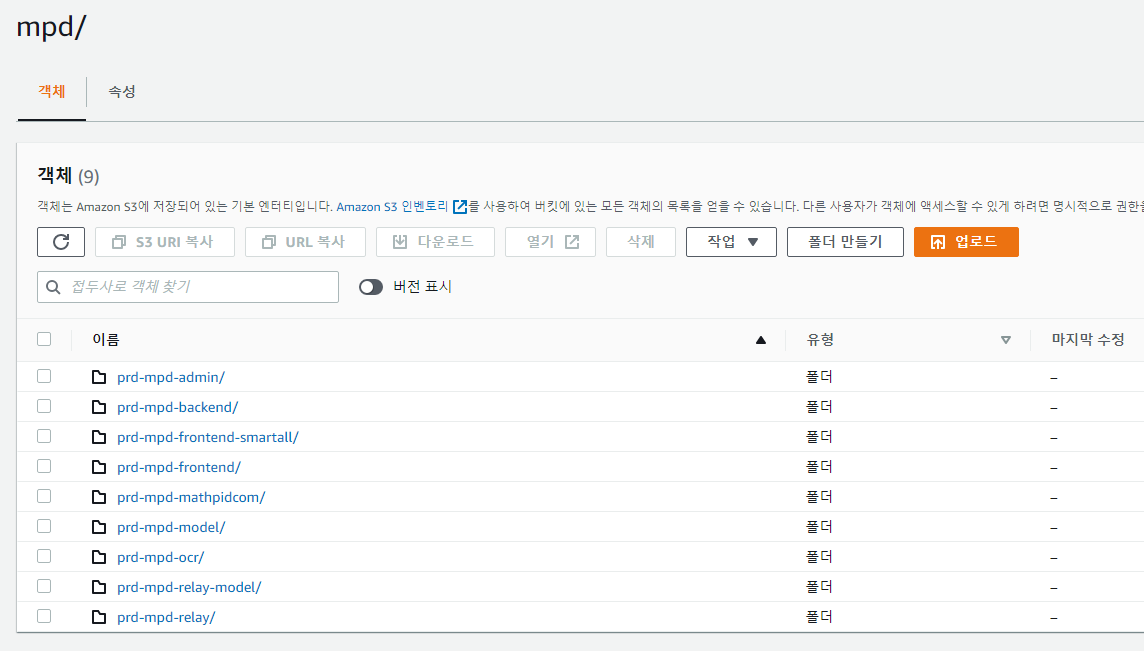 mpd/
객체 속성
객체 (9)
객체는 Amazon S3에 저장되어 있는 기본 엔터티입니다. Amazon S3 인벤토리 를 사용하여 버킷에 있는 모든 객체의 목록을 얻을 수 있습니다. 다른 사용자가 객체에 액세스할 수 있게 하려면 명시적으로 권한을
S3 URI 복사 URL 복사 다운로드 열기 삭제 작업 폴더 만들기 업로드
접두사로 객체 찾기 버전 표시
이름 유형 마지막 수정
prd-mpd-admin/ 폴더 –
prd-mpd-backend/ 폴더 –
prd-mpd-frontend-smartall/ 폴더 –
prd-mpd-frontend/ 폴더 –
prd-mpd-mathpidcom/ 폴더 –
prd-mpd-model/ 폴더 –
prd-mpd-ocr/ 폴더 –
prd-mpd-relay-model/ 폴더 –
prd-mpd-relay/ 폴더 –